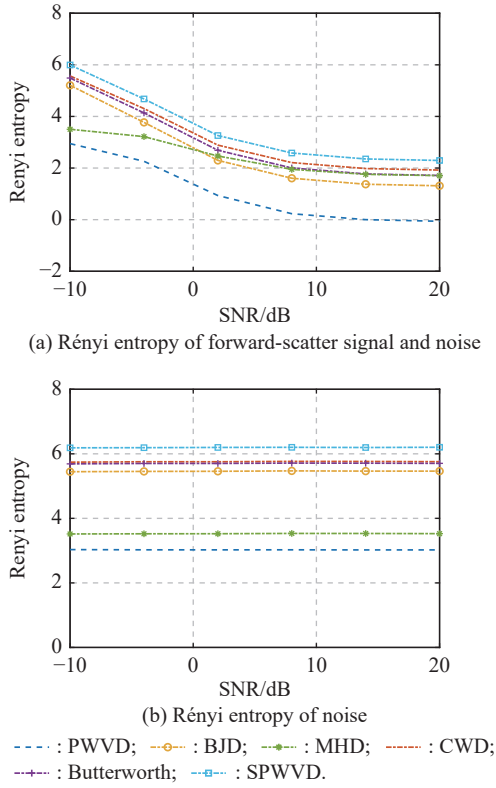 8
6
4
2
0
−2
Renyi entropy
−10 0 10 20
SNR/dB
(a) Rényi entropy of forward-scatter signal and noise
8
6
4
2
0
Renyi entropy
−10 0 10 20
SNR/dB
(b) Rényi entropy of noise
: PWVD; : BJD; : MHD; : CWD;
: Butterworth; : SPWVD.